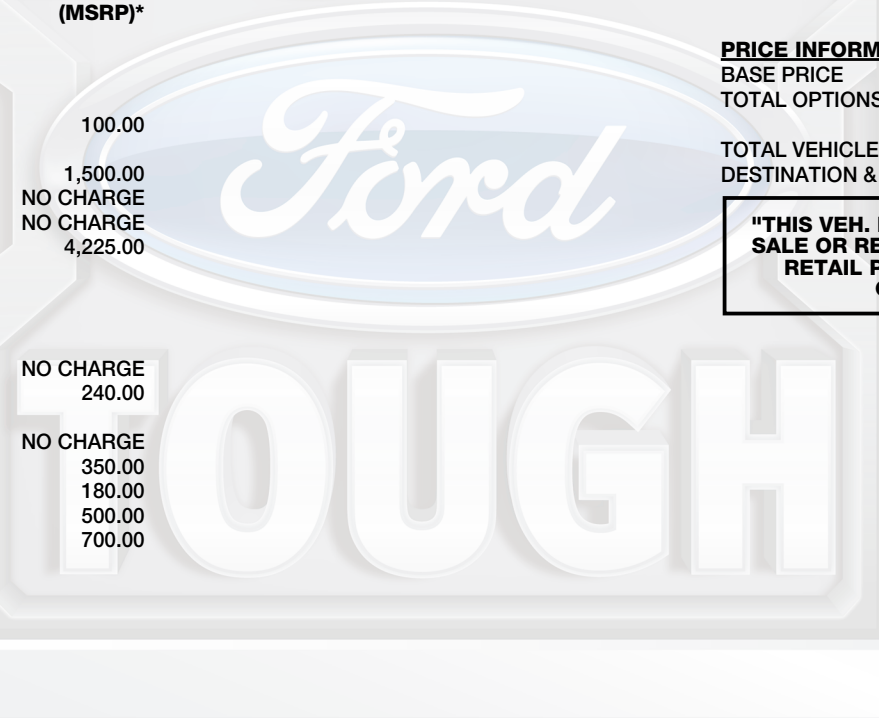 (MSRP)*
100.00
1,500.00
NO CHARGE
NO CHARGE
4,225.00
NO CHARGE
240.00
NO CHARGE
350.00
180.00
500.00
700.00
PRICE INFORM
BASE PRICE
TOTAL OPTIONS
TOTAL VEHICLE
DESTINATION &
"THIS VEH.
SALE OR RE
RETAIL P
Ford
TOUGH